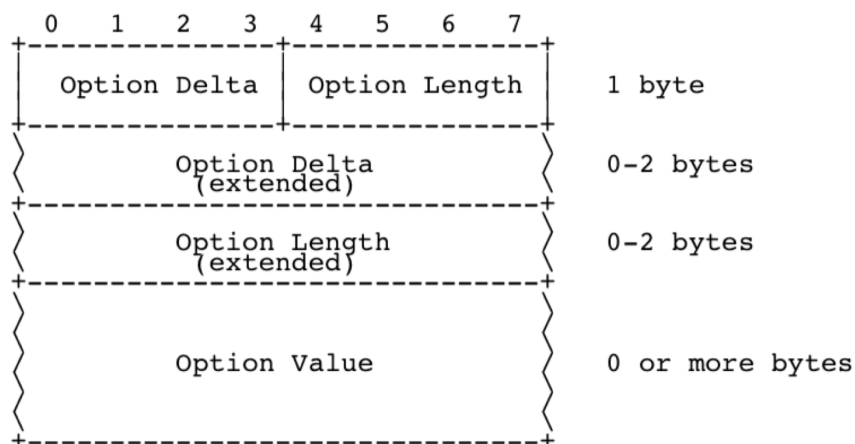 0 1 2 3 4 5 6 7
Option Delta Option Length 1 byte
Option Delta 0-2 bytes
(extended)
Option Length 0-2 bytes
(extended)
Option Value 0 or more bytes